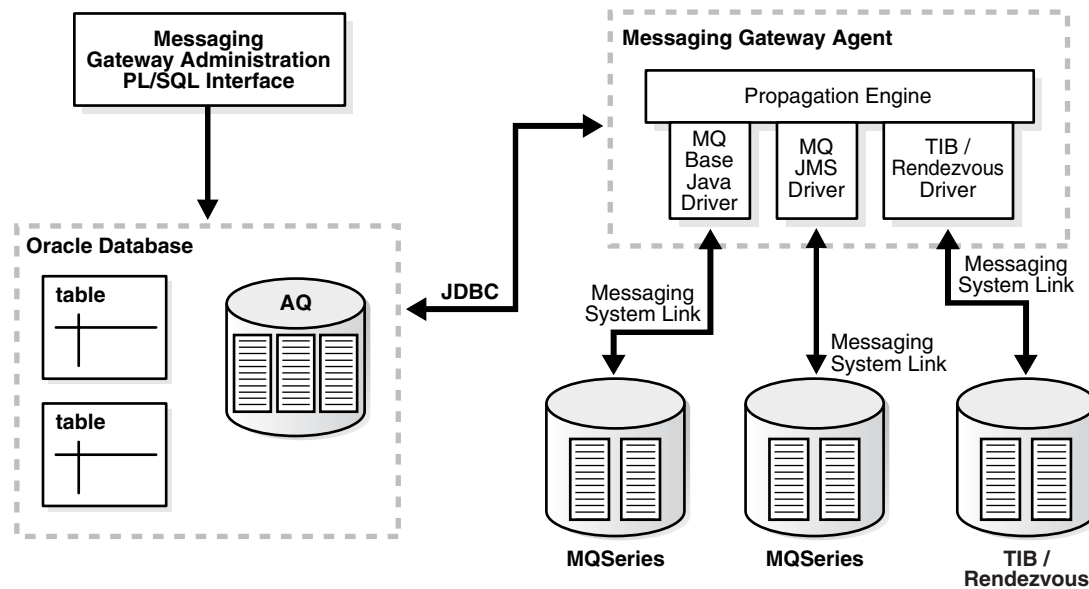 Messaging
Gateway Administration
PL/SQL Interface
Messaging Gateway Agent
Propagation Engine
MQ
Base
Java
Driver
MQ
JMS
Driver
TIB /
Rendezvous
Driver
Oracle Database
table
table
AQ
JDBC
Messaging
System Link
Messaging
System Link
Messaging
System Link
MQSeries
MQSeries
TIB /
Rendezvous